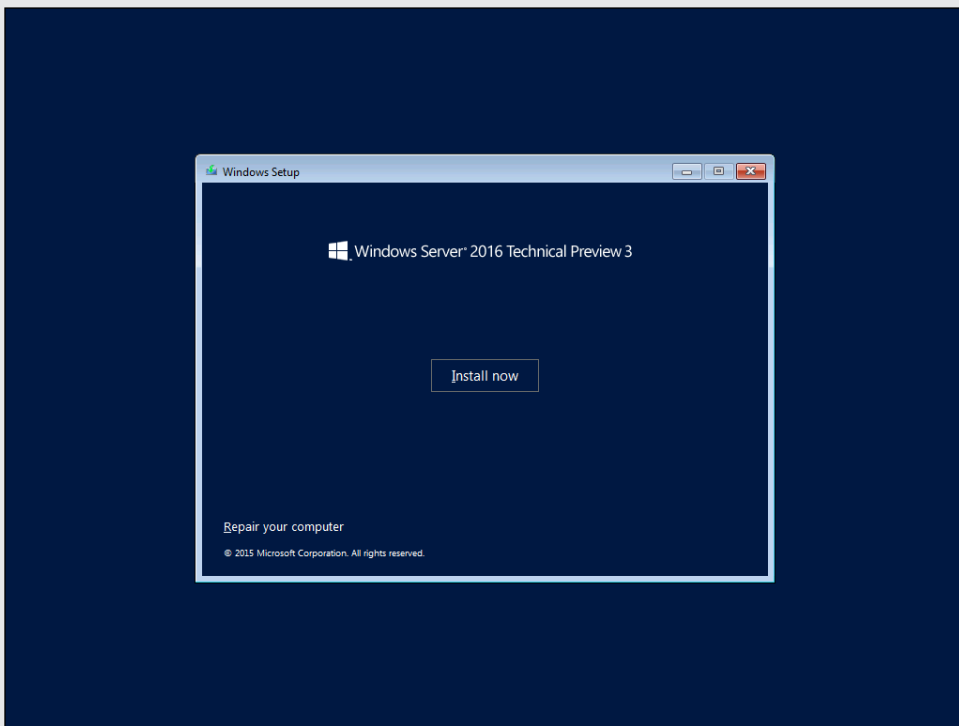 Windows Setup
Windows Server® 2016 Technical Preview 3
Install now
Repair your computer
© 2015 Microsoft Corporation. All rights reserved.